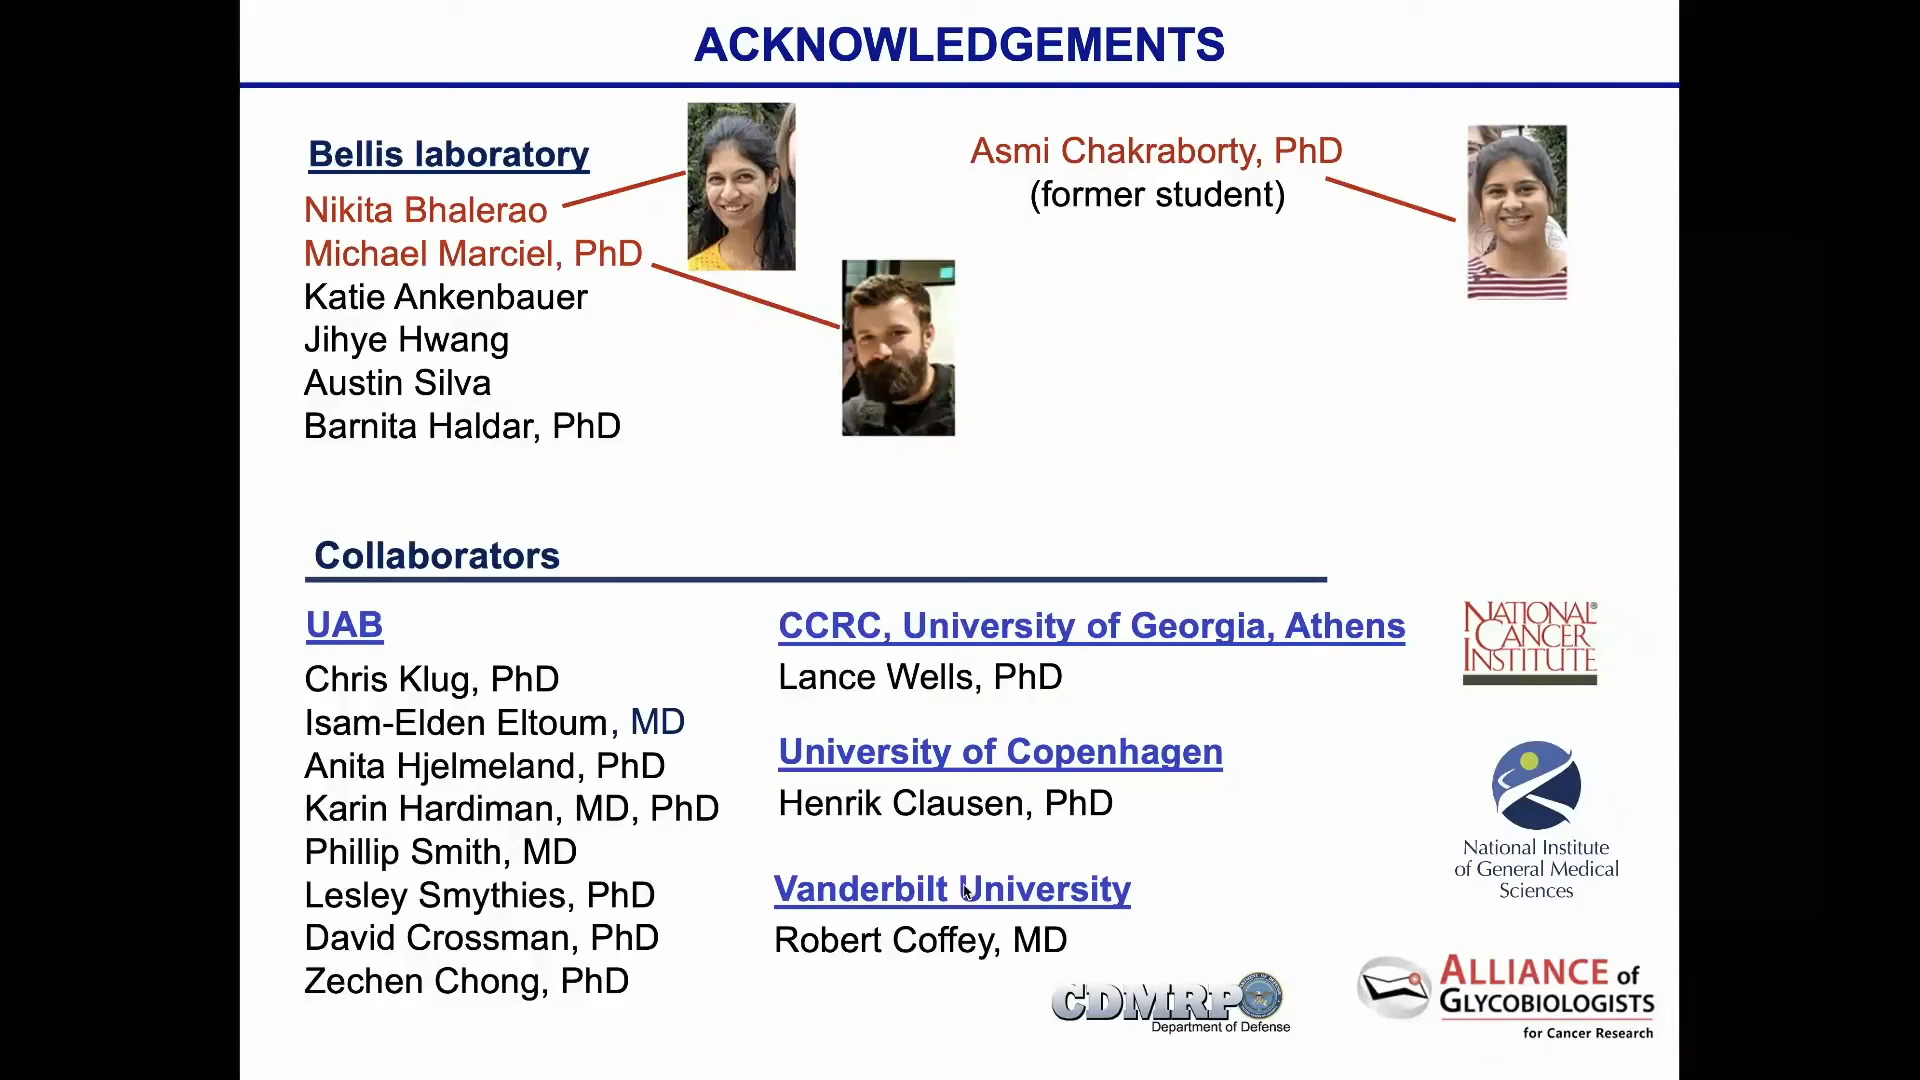 ACKNOWLEDGEMENTS
Bellis laboratory
Nikita Bhalerao
Michael Marciel, PhD
Katie Ankenbauer
Jihye Hwang
Austin Silva
Barnita Haldar, PhD
Asmi Chakraborty, PhD
(former student)
Collaborators
UAB
Chris Klug, PhD
Isam-Elden Eltoum, MD
Anita Hjelmeland, PhD
Karin Hardiman, MD, PhD
Phillip Smith, MD
Lesley Smythies, PhD
David Crossman, PhD
Zechen Chong, PhD
CCRC, University of Georgia, Athens
Lance Wells, PhD
University of Copenhagen
Henrik Clausen, PhD
Vanderbilt University
Robert Coffey, MD
NATIONAL®
CANCER
INSTITUTE
National Institute
of General Medical
Sciences
CDMRP
Department of Defense
ALLIANCE of
GLYCOBIOLOGISTS
for Cancer Research